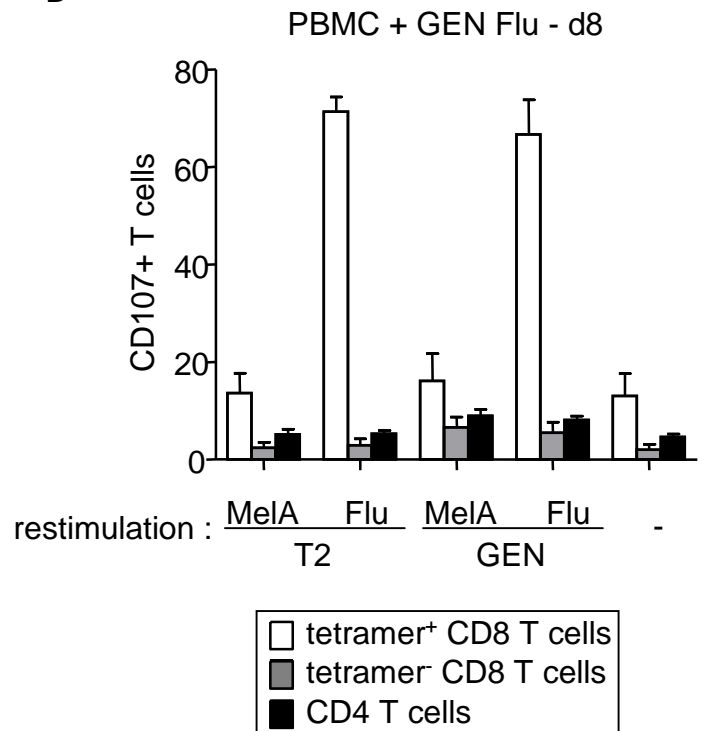 PBMC + GEN Flu - d8
CD107+ T cells
80
60
40
20
0
restimulation : MelA Flu MelA Flu -
T2 GEN
tetramer⁺ CD8 T cells
tetramer⁻ CD8 T cells
CD4 T cells